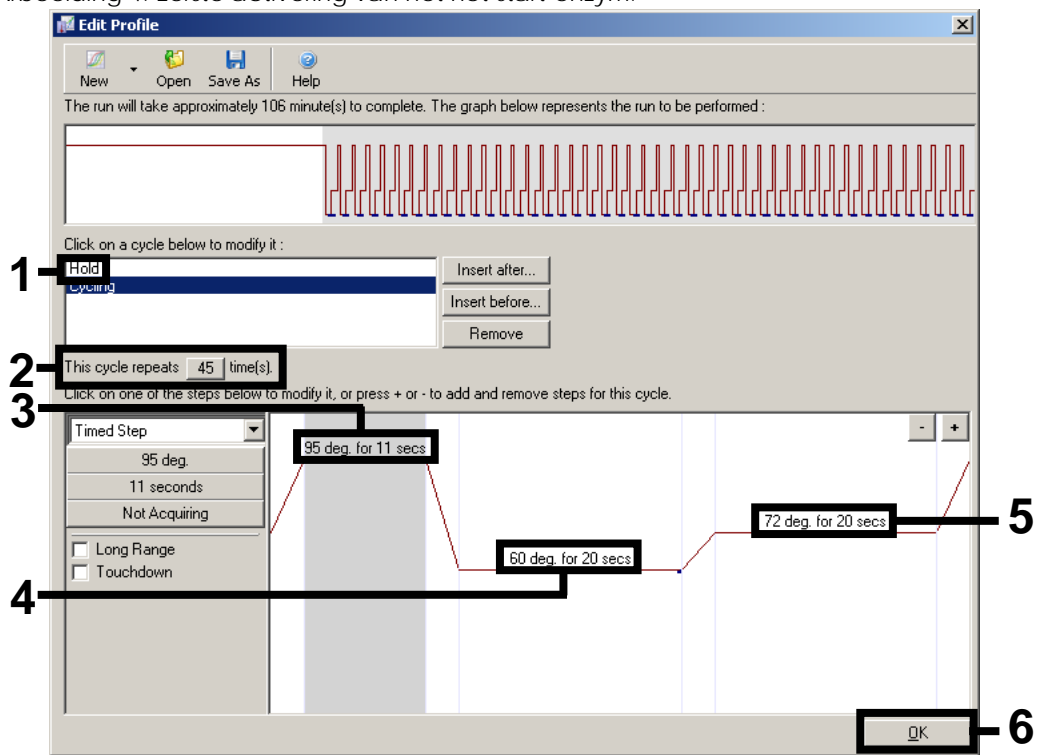 Edit Profile
New Open Save As Help
The run will take approximately 106 minute(s) to complete. The graph below represents the run to be performed :
Click on a cycle below to modify it :
1
Hold
Cycling
Insert after...
Insert before...
Remove
2
This cycle repeats 45 time(s).
Click on one of the steps below to modify it, or press + or - to add and remove steps for this cycle.
3
Timed Step
95 deg.
11 seconds
Not Acquiring
Long Range
Touchdown
95 deg. for 11 secs
- +
72 deg. for 20 secs
5
60 deg. for 20 secs
4
OK
6